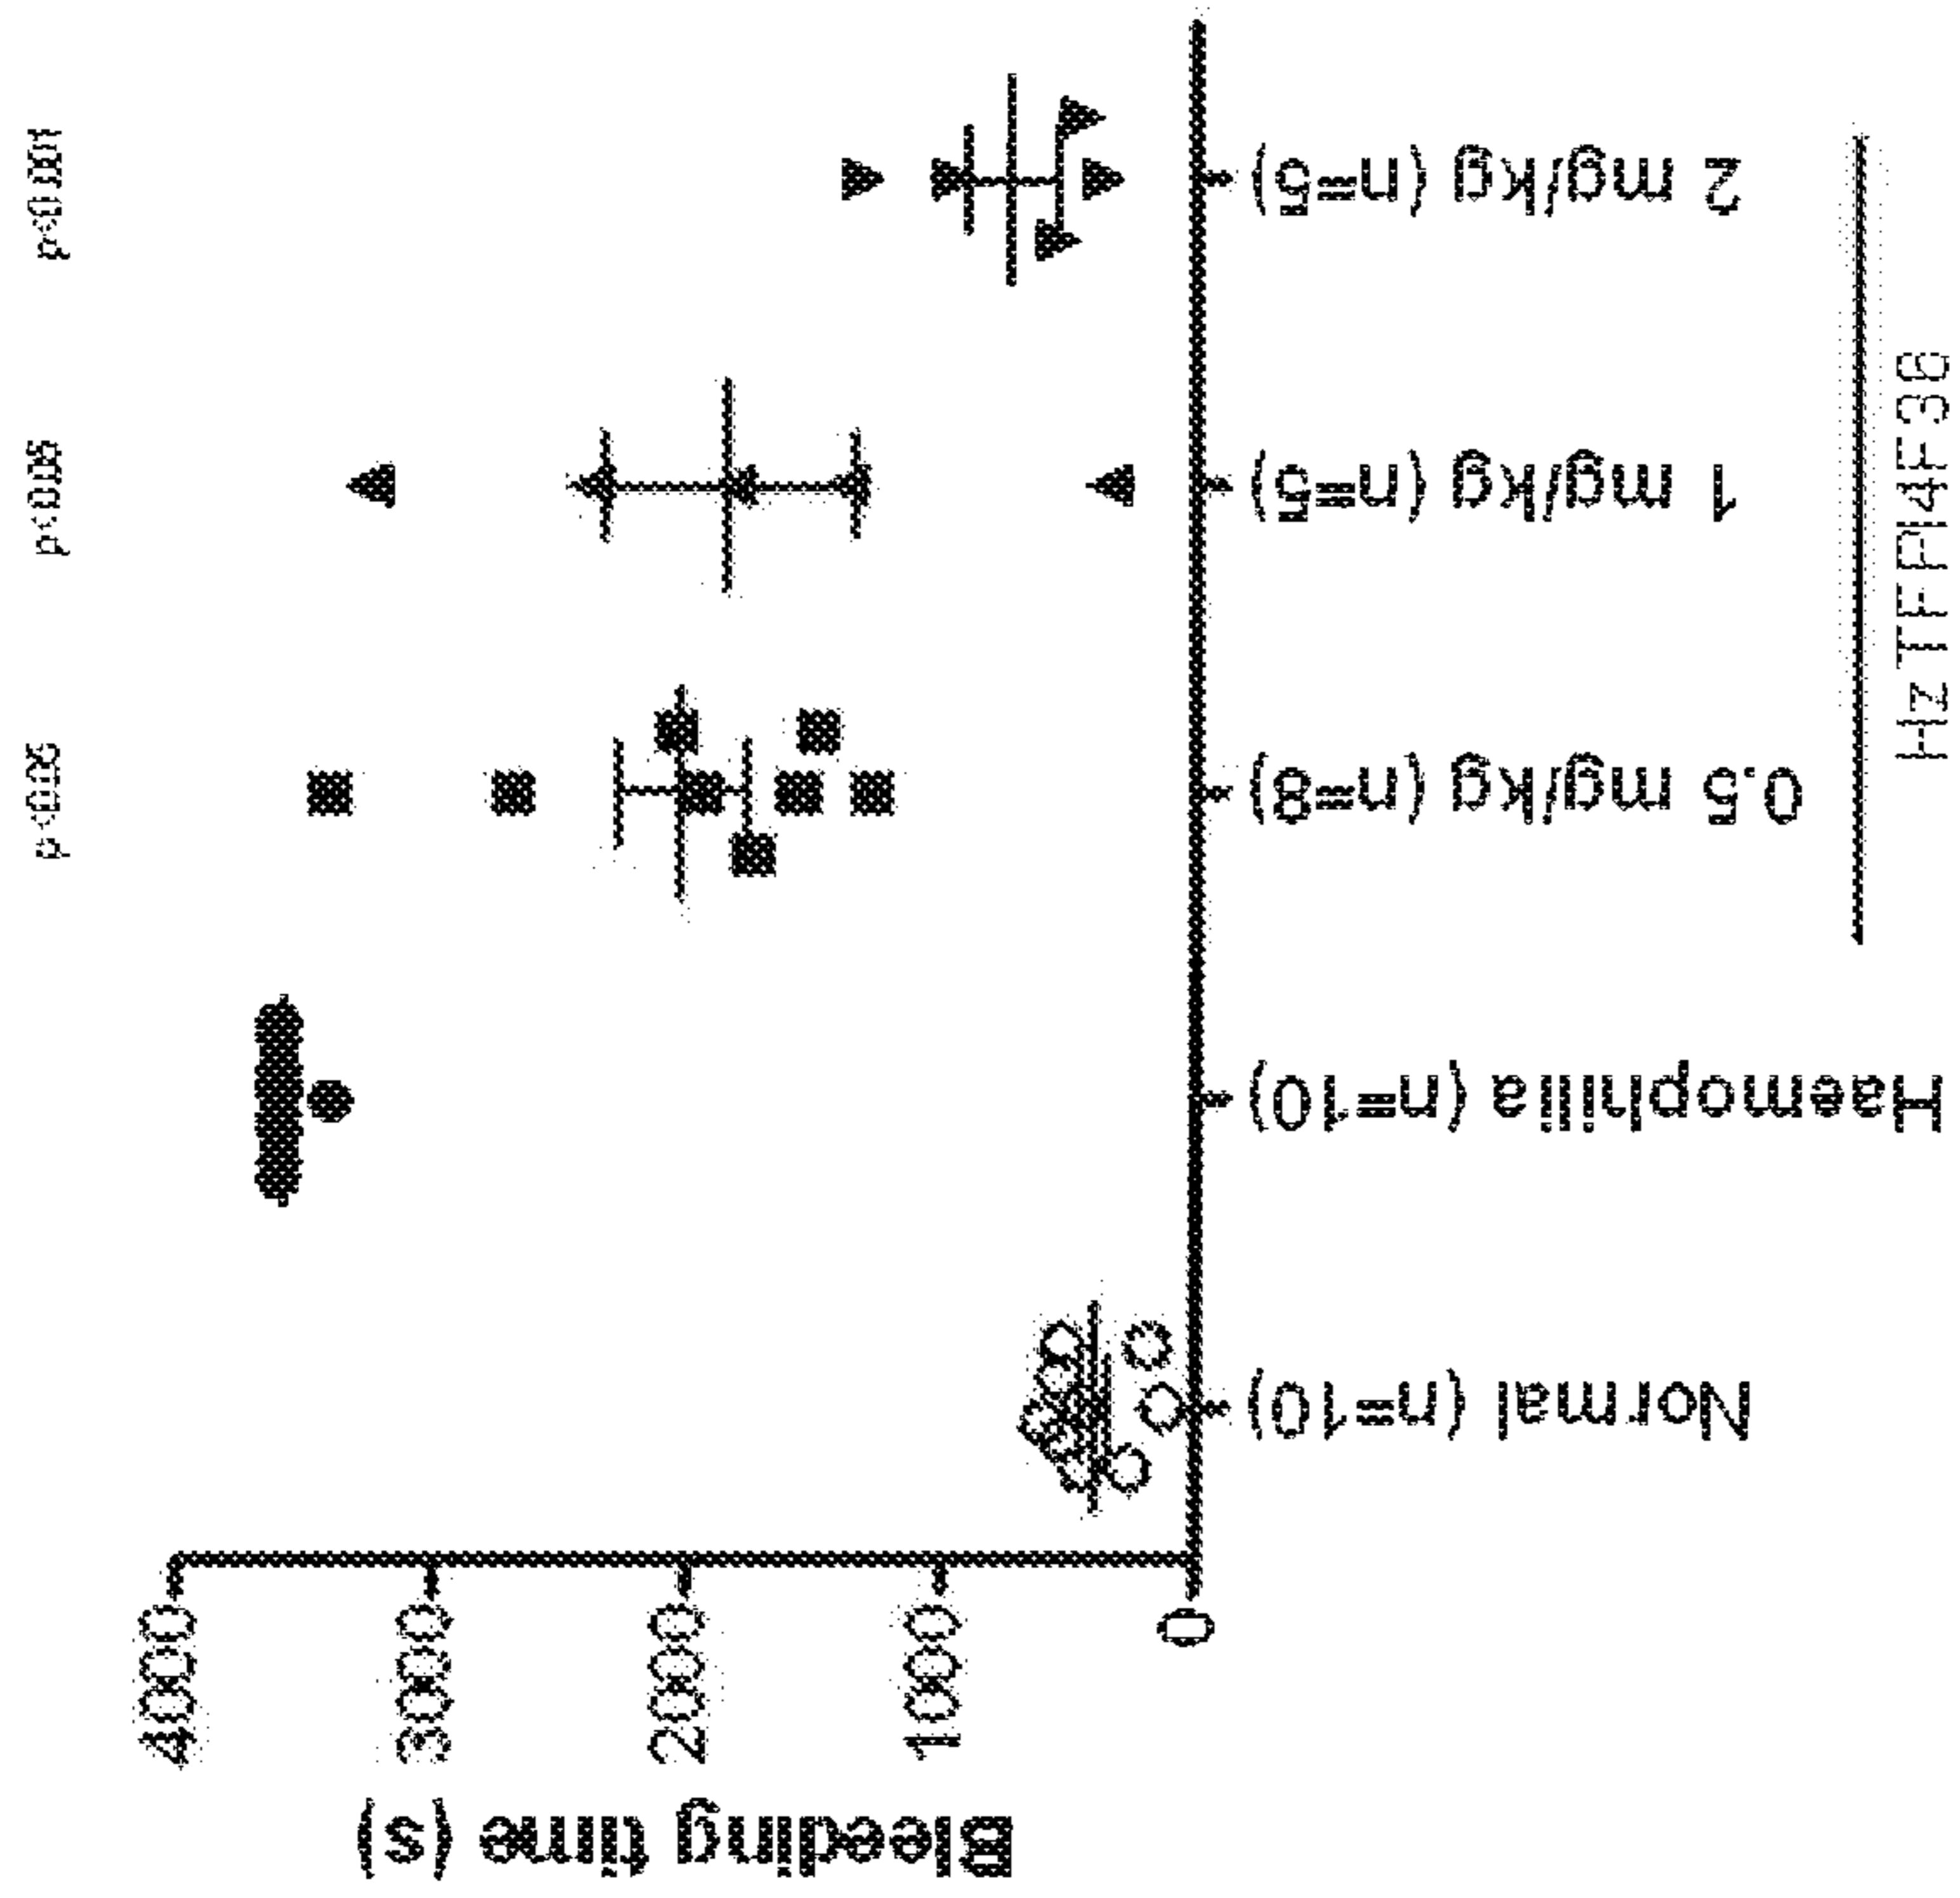 Bleeding time (s)
4000
3000
2000
1000
0
Normal (n=10)
Haemophilia (n=10)
0.5 mg/kg (n=8)
1 mg/kg (n=5)
2 mg/kg (n=5)
HzTFPI4F36